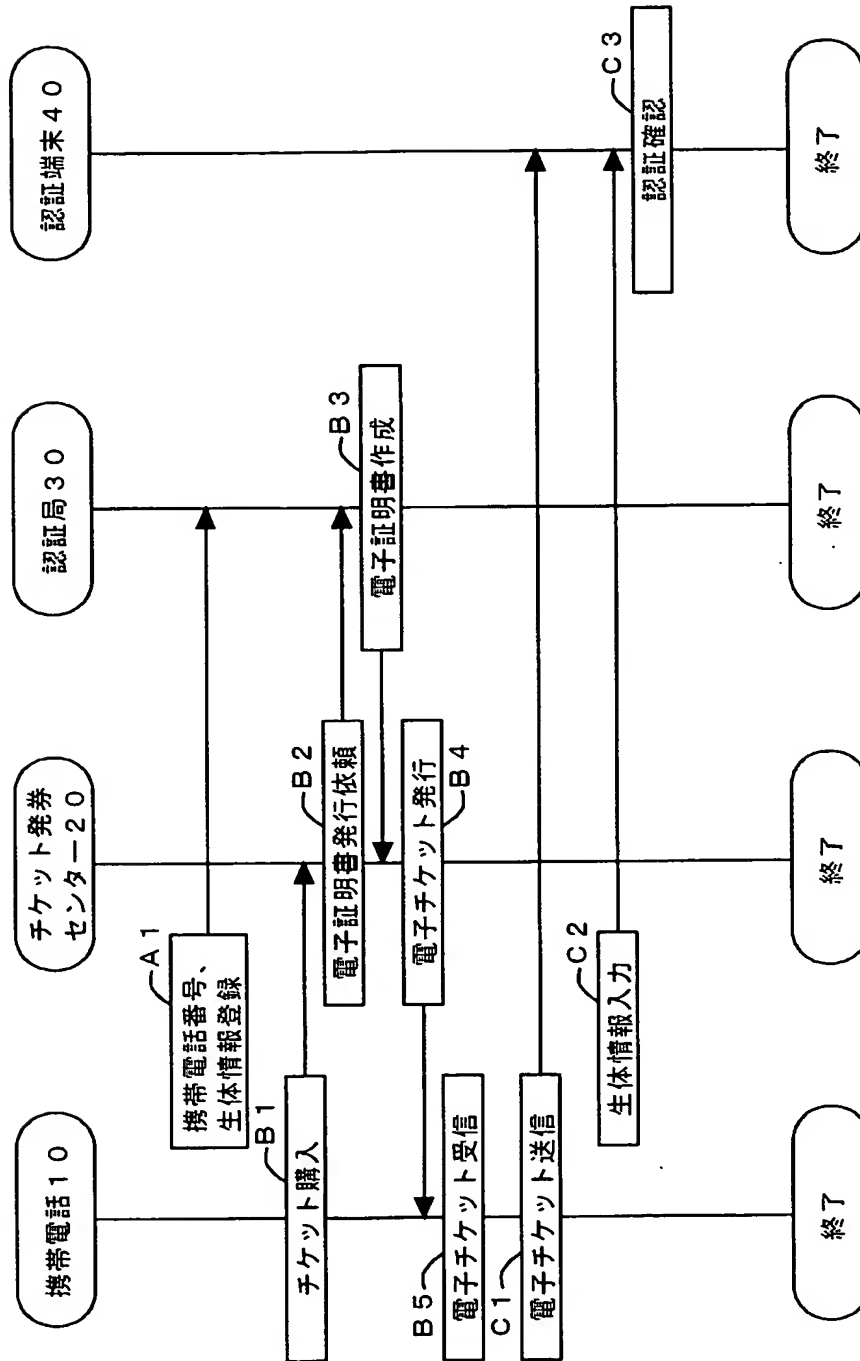 携帯電話10
チケット発券
センター20
認証局30
認証端末40
A1
携帯電話番号、
生体情報登録
B1
チケット購入
B2
電子証明書発行依頼
B3
電子証明書作成
B4
電子チケット発行
B5
電子チケット受信
C1
電子チケット送信
C2
生体情報入力
C3
認証確認
終了
終了
終了
終了